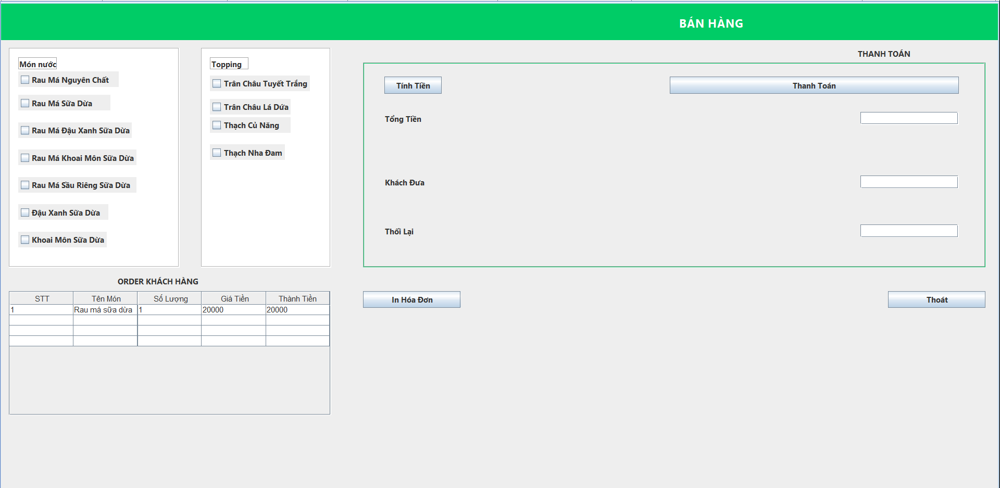 BÁN HÀNG
Món nước
Rau Má Nguyên Chất
Rau Má Sữa Dừa
Rau Má Đậu Xanh Sữa Dừa
Rau Má Khoai Môn Sữa Dừa
Rau Má Sầu Riêng Sữa Dừa
Đậu Xanh Sữa Dừa
Khoai Môn Sữa Dừa
Topping
Trân Châu Tuyết Trắng
Trân Châu Lá Dứa
Thạch Củ Năng
Thạch Nha Đam
THANH TOÁN
Tính Tiền Thanh Toán
Tổng Tiền
Khách Đưa
Thối Lại
ORDER KHÁCH HÀNG
STT Tên Món Số Lượng Giá Tiền Thành Tiền
1 Rau má sữa dừa 1 20000 20000
In Hóa Đơn Thoát